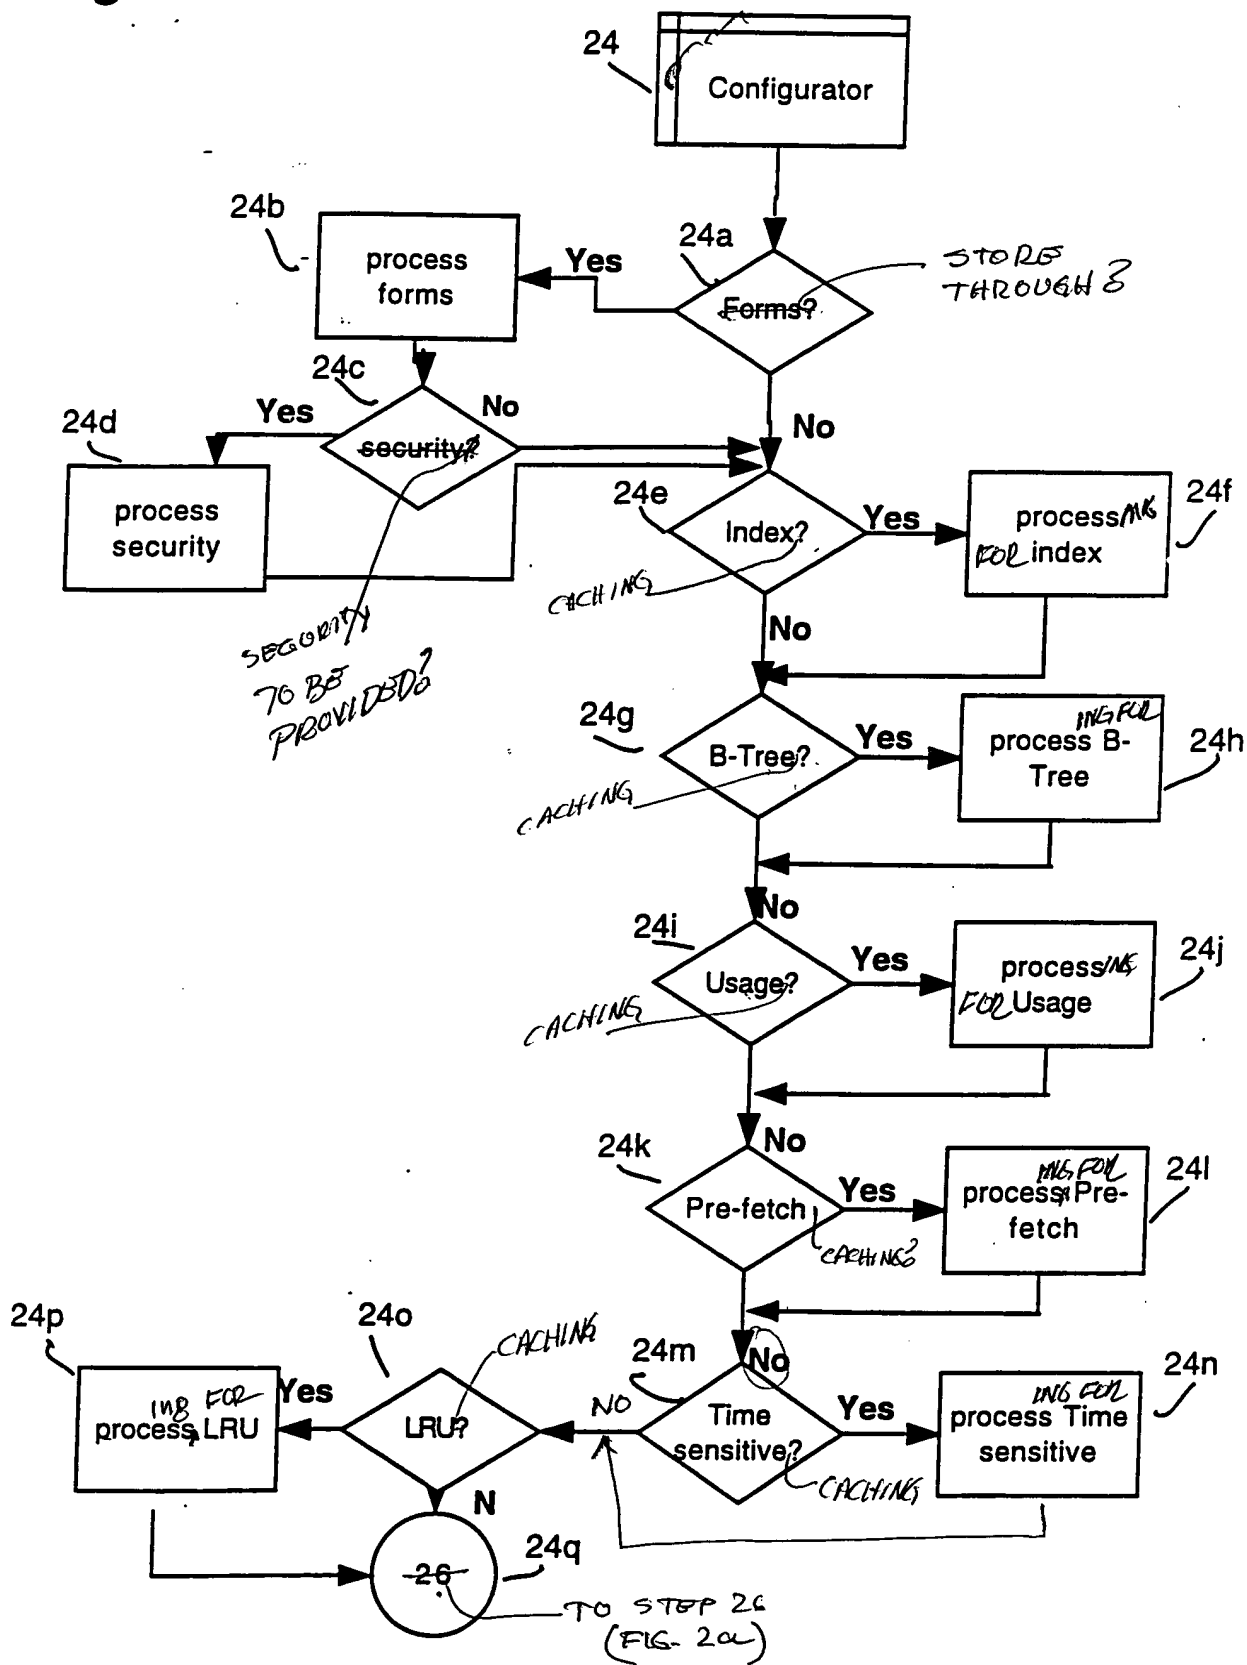 24
Configurator
24b
process
forms
Yes
24a
Forms?
STORE
THROUGH?
24c
Yes
No
security?
24d
process
security
No
SECURITY
TO BE
PROVIDED?
24e
Index?
CACHING
Yes
24f
processING
FOR index
No
24g
B-Tree?
CACHING
Yes
24h
ING FOR
process B-
Tree
No
24i
Usage?
CACHING
Yes
24j
processING
FOR Usage
No
24k
Pre-fetch
CACHING?
Yes
24l
ING FOR
process Pre-
fetch
No
24m
Time
sensitive?
CACHING
Yes
24n
ING FOR
process Time
sensitive
NO
24o
CACHING
LRU?
Yes
24p
ING FOR
process LRU
N
26
24q
TO STEP 26
(FIG. 2a)